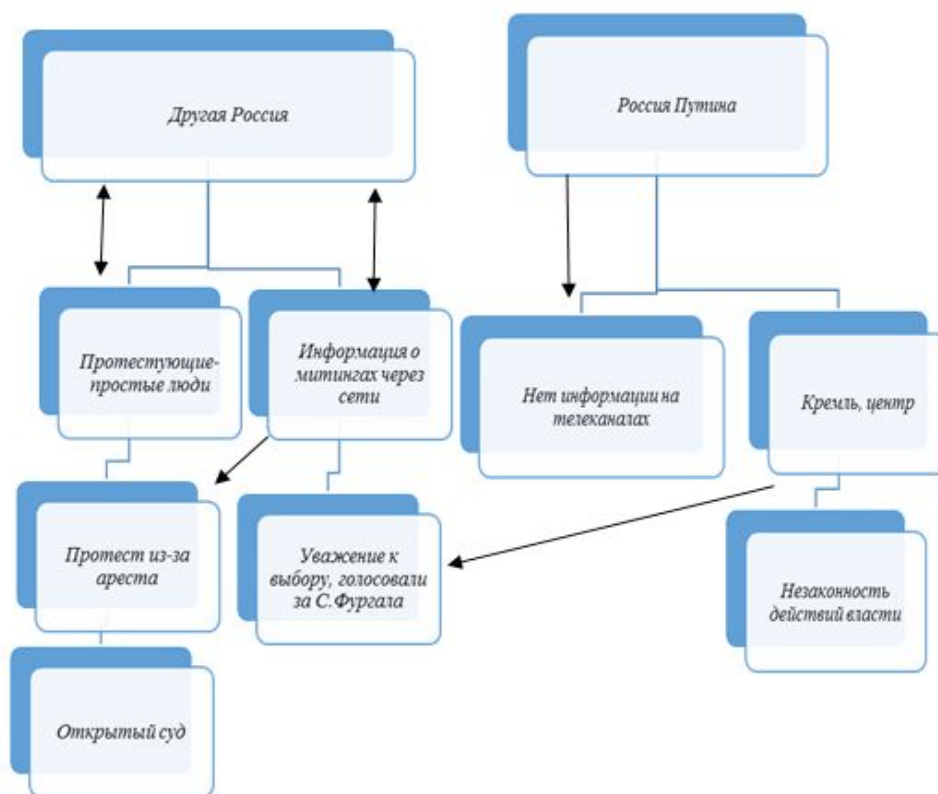 Другая Россия
Россия Путина
Протестующие-
простые люди
Информация о
митингах через
сети
Нет информации на
телеканалах
Кремль, центр
Протест из-за
ареста
Уважение к
выбору, голосовали
за С.Фургала
Незаконность
действий власти
Открытый суд